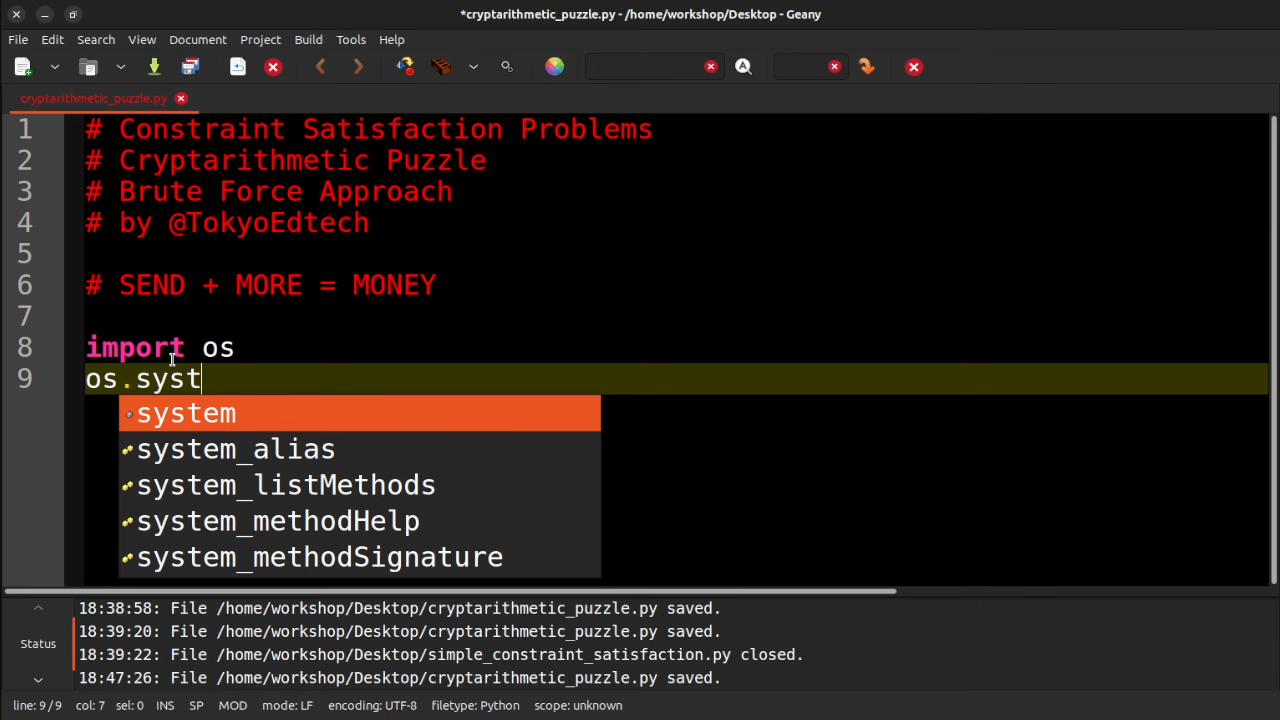 *cryptarithmetic_puzzle.py - /home/workshop/Desktop - Geany
File Edit Search View Document Project Build Tools Help
cryptarithmetic_puzzle.py
1 # Constraint Satisfaction Problems
2 # Cryptarithmetic Puzzle
3 # Brute Force Approach
4 # by @TokyoEdtech
5
6 # SEND + MORE = MONEY
7
8 import os
9 os.syst
system
system_alias
system_listMethods
system_methodHelp
system_methodSignature
Status
18:38:58: File /home/workshop/Desktop/cryptarithmetic_puzzle.py saved.
18:39:20: File /home/workshop/Desktop/cryptarithmetic_puzzle.py saved.
18:39:22: File /home/workshop/Desktop/simple_constraint_satisfaction.py closed.
18:47:26: File /home/workshop/Desktop/cryptarithmetic_puzzle.py saved.
line: 9 / 9 col: 7 sel: 0 INS SP MOD mode: LF encoding: UTF-8 filetype: Python scope: unknown